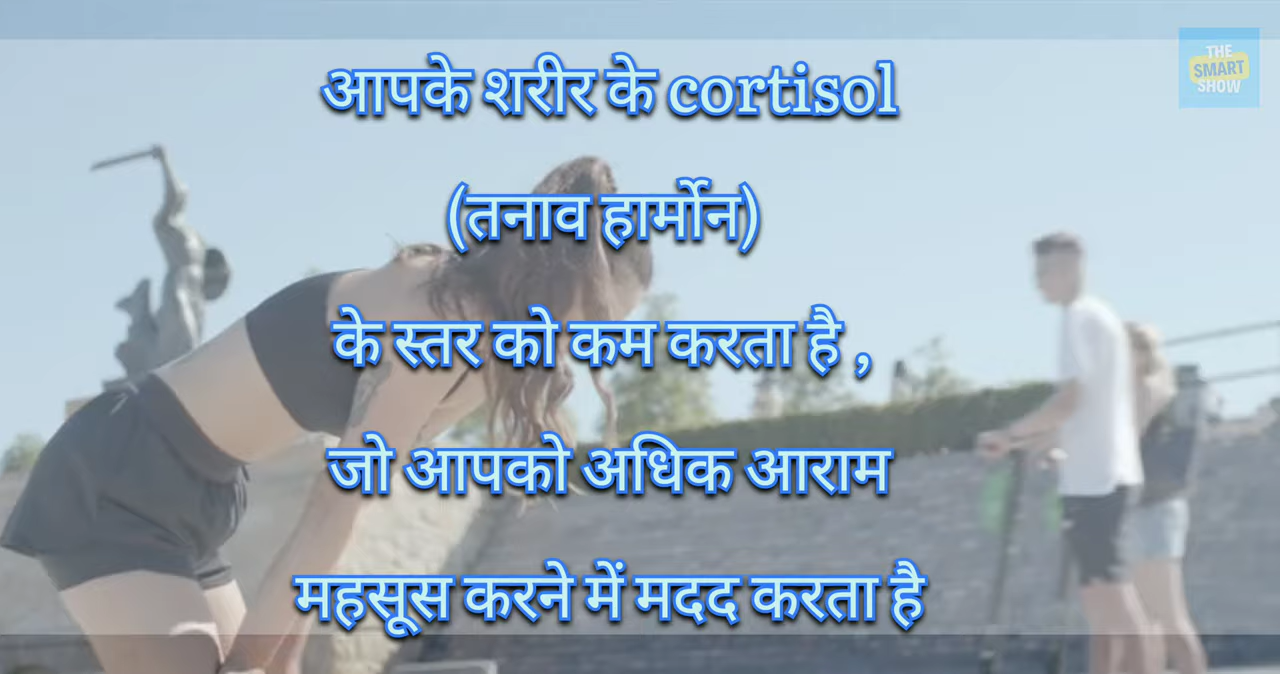 THE
SMART
SHOW
आपके शरीर के cortisol
(तनाव हार्मोन)
के स्तर को कम करता है ,
जो आपको अधिक आराम
महसूस करने में मदद करता है